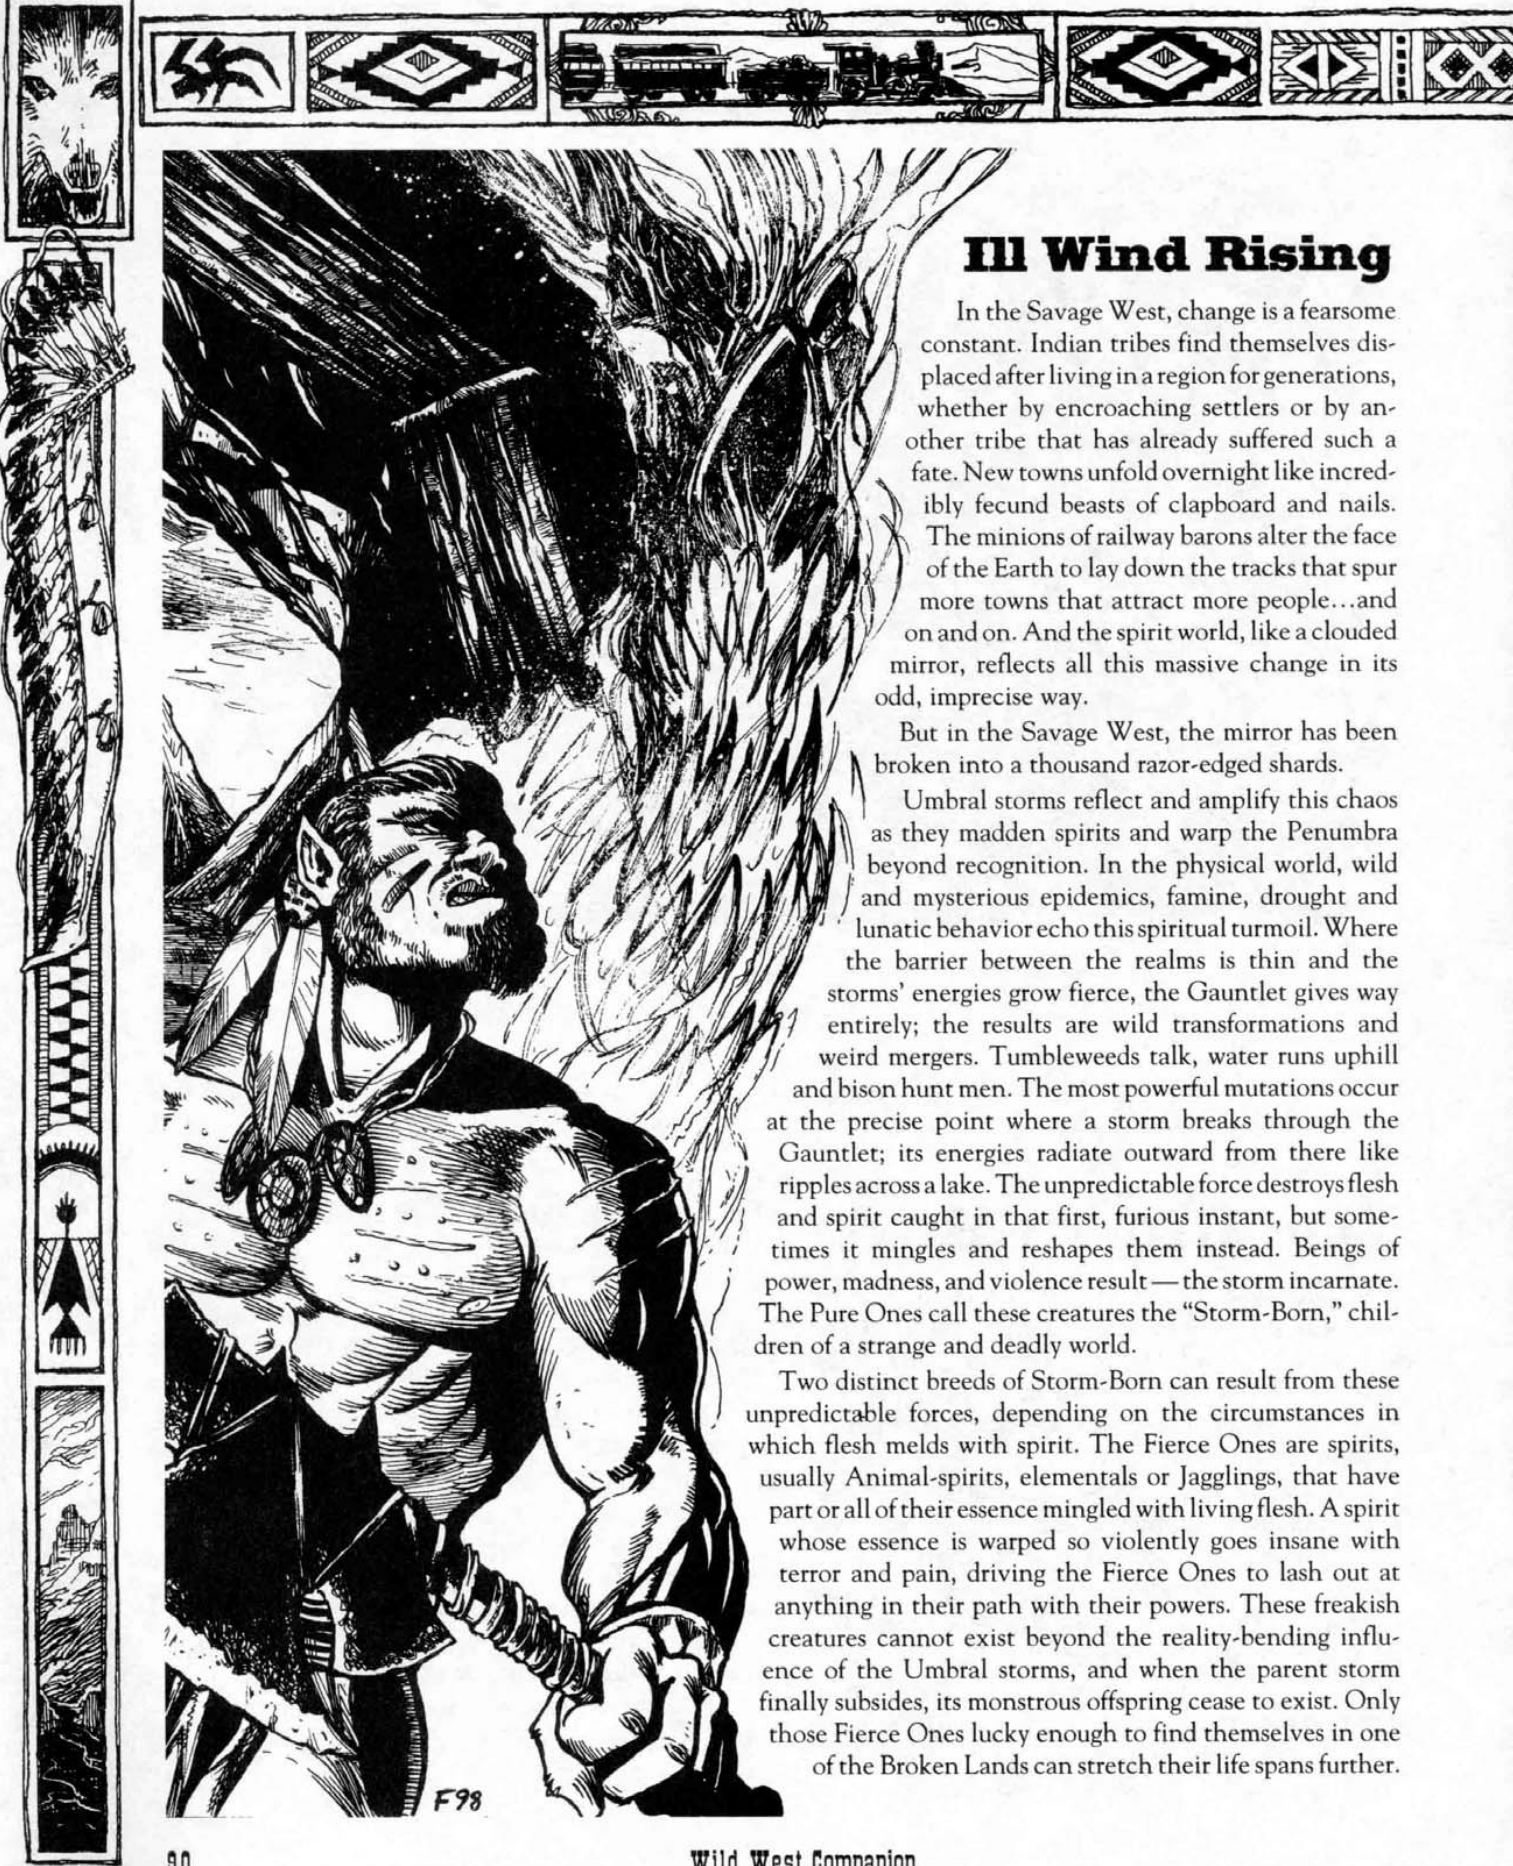 Ill Wind Rising
In the Savage West, change is a fearsome
constant. Indian tribes find themselves dis-
placed after living in a region for generations,
whether by encroaching settlers or by an-
other tribe that has already suffered such a
fate. New towns unfold overnight like incred-
ibly fecund beasts of clapboard and nails.
The minions of railway barons alter the face
of the Earth to lay down the tracks that spur
more towns that attract more people...and
on and on. And the spirit world, like a clouded
mirror, reflects all this massive change in its
odd, imprecise way.
But in the Savage West, the mirror has been
broken into a thousand razor-edged shards.
Umbral storms reflect and amplify this chaos
as they madden spirits and warp the Penumbra
beyond recognition. In the physical world, wild
and mysterious epidemics, famine, drought and
lunatic behavior echo this spiritual turmoil. Where
the barrier between the realms is thin and the
storms' energies grow fierce, the Gauntlet gives way
entirely; the results are wild transformations and
weird mergers. Tumbleweeds talk, water runs uphill
and bison hunt men. The most powerful mutations occur
at the precise point where a storm breaks through the
Gauntlet; its energies radiate outward from there like
ripples across a lake. The unpredictable force destroys flesh
and spirit caught in that first, furious instant, but some-
times it mingles and reshapes them instead. Beings of
power, madness, and violence result — the storm incarnate.
The Pure Ones call these creatures the “Storm-Born,” chil-
dren of a strange and deadly world.
Two distinct breeds of Storm-Born can result from these
unpredictable forces, depending on the circumstances in
which flesh melds with spirit. The Fierce Ones are spirits,
usually Animal-spirits, elementals or Jagglings, that have
part or all of their essence mingled with living flesh. A spirit
whose essence is warped so violently goes insane with
terror and pain, driving the Fierce Ones to lash out at
anything in their path with their powers. These freakish
creatures cannot exist beyond the reality-bending influ-
ence of the Umbral storms, and when the parent storm
finally subsides, its monstrous offspring cease to exist. Only
those Fierce Ones lucky enough to find themselves in one
of the Broken Lands can stretch their life spans further.
F98
Wild West Companion